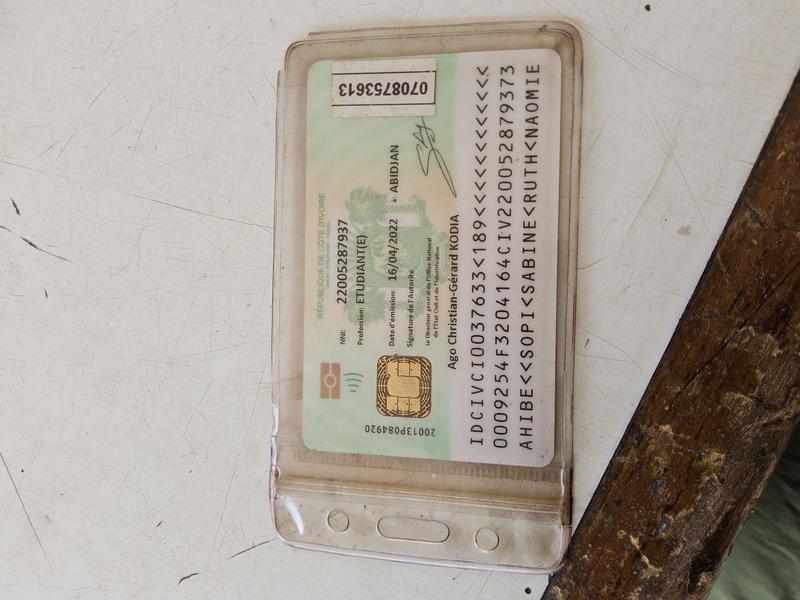 RÉPUBLIQUE DE CÔTE D'IVOIRE
NNI: 22005287937
Profession: ETUDIANT(E)
Date d'émission: 16/04/2022 à: ABIDJAN
Signature de l'Autorité
Le Directeur général de l'Office National
de l'Etat Civil et de l'Identification
Ago Christian-Gérard KODIA
0708753613
20013P084920
IDCIVCI0037633<189<<<<<<<<<<<<
0009254F3204164CIV220052879373
AHIBE<<SOPI<SABINE<RUTH<NAOMIE